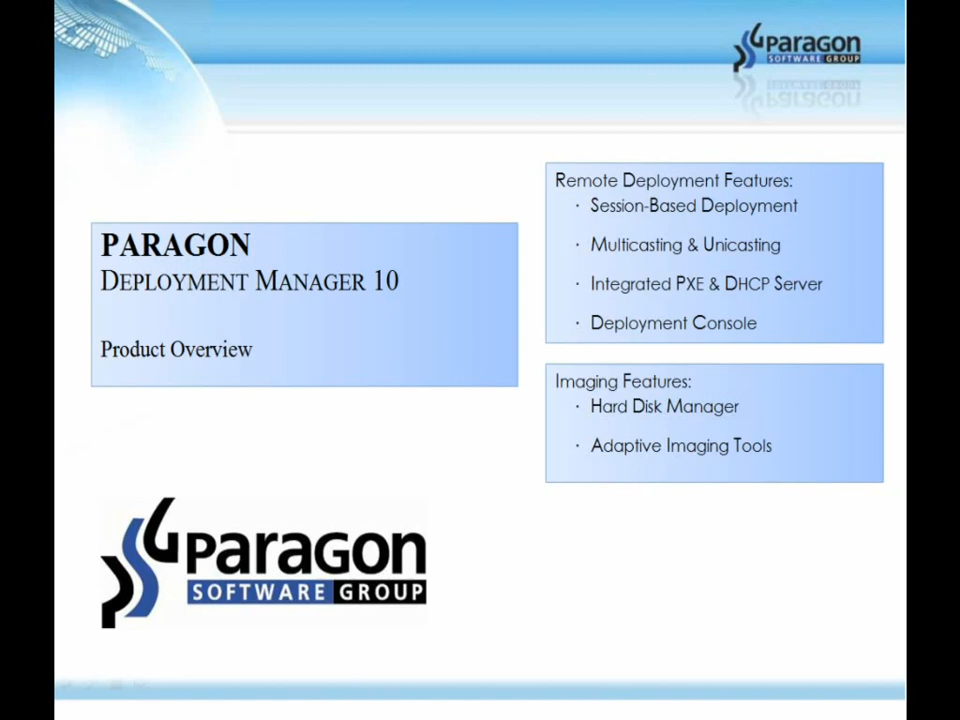 Paragon
SOFTWARE GROUP
PARAGON
DEPLOYMENT MANAGER 10
Product Overview
Remote Deployment Features:
· Session-Based Deployment
· Multicasting & Unicasting
· Integrated PXE & DHCP Server
· Deployment Console
Imaging Features:
· Hard Disk Manager
· Adaptive Imaging Tools
Paragon
SOFTWARE GROUP